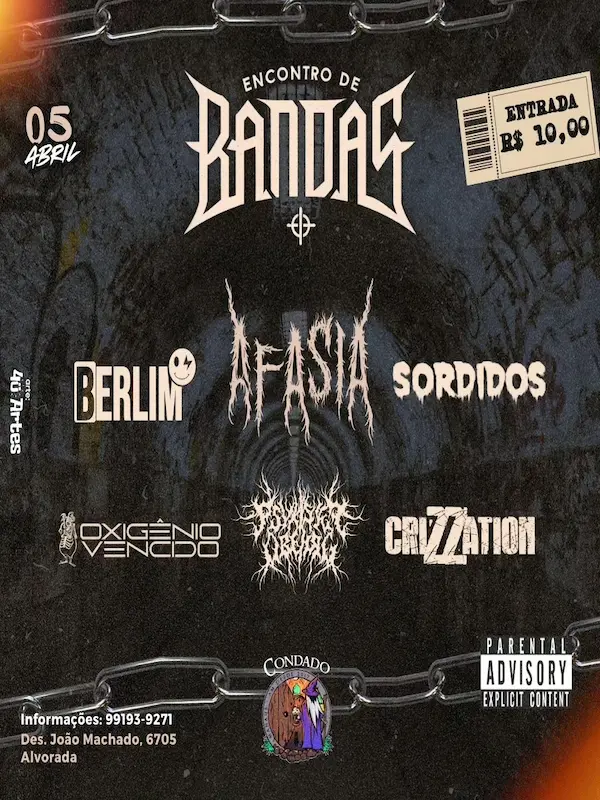 ENCONTRO DE
BANDAS
05
ABRIL
ENTRADA
R$ 10,00
BERLIM
AFASIA
SORDIDOS
arte:
4ü Artes
OXIGÊNIO
VENCDO
CRIZZATION
PARENTAL
ADVISORY
EXPLICIT CONTENT
CONDADO
Informações: 99193-9271
Des. João Machado, 6705
Alvorada